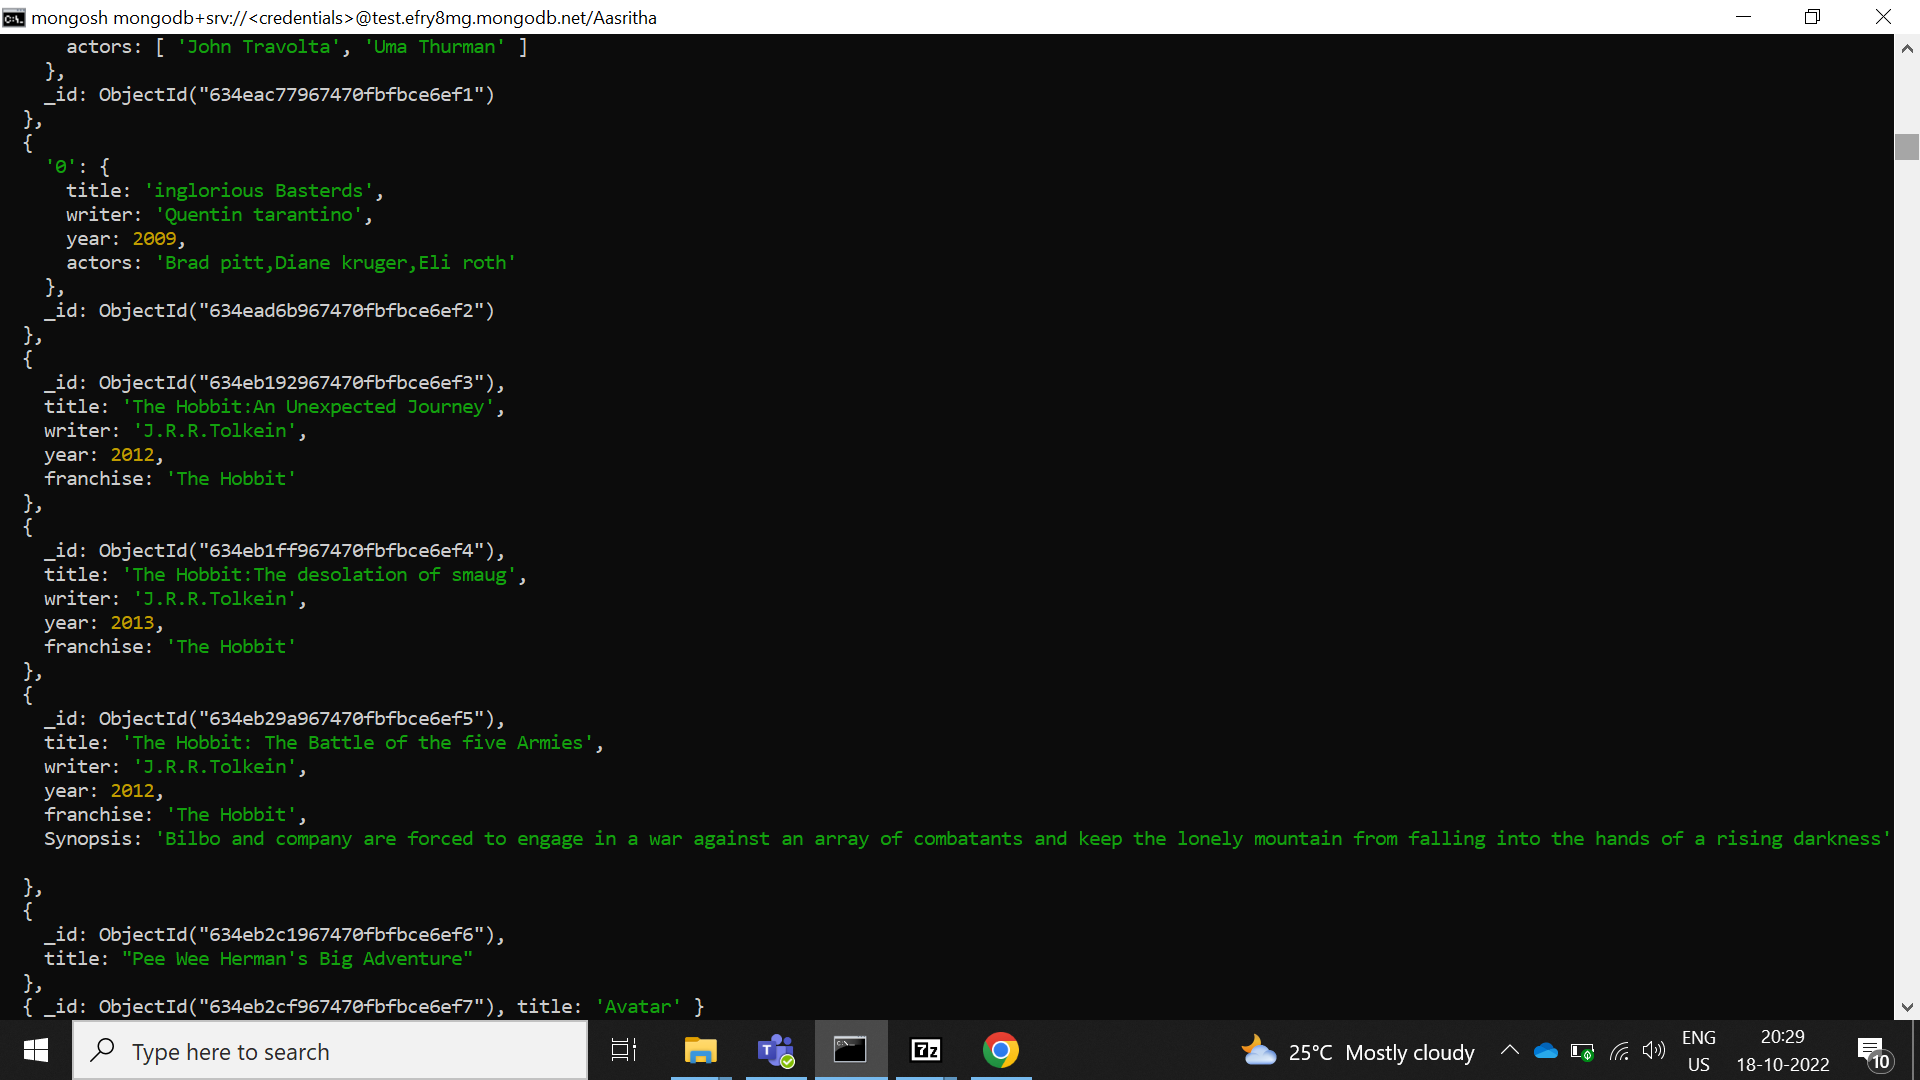 mongosh mongodb+srv://<credentials>@test.efry8mg.mongodb.net/Aasritha
actors: [ 'John Travolta', 'Uma Thurman' ]
},
_id: ObjectId("634eac77967470fbfbce6ef1")
},
{
'0': {
title: 'inglorious Basterds',
writer: 'Quentin tarantino',
year: 2009,
actors: 'Brad pitt,Diane kruger,Eli roth'
},
_id: ObjectId("634ead6b967470fbfbce6ef2")
},
{
_id: ObjectId("634eb192967470fbfbce6ef3"),
title: 'The Hobbit:An Unexpected Journey',
writer: 'J.R.R.Tolkein',
year: 2012,
franchise: 'The Hobbit'
},
{
_id: ObjectId("634eb1ff967470fbfbce6ef4"),
title: 'The Hobbit:The desolation of smaug',
writer: 'J.R.R.Tolkein',
year: 2013,
franchise: 'The Hobbit'
},
{
_id: ObjectId("634eb29a967470fbfbce6ef5"),
title: 'The Hobbit: The Battle of the five Armies',
writer: 'J.R.R.Tolkein',
year: 2012,
franchise: 'The Hobbit',
Synopsis: 'Bilbo and company are forced to engage in a war against an array of combatants and keep the lonely mountain from falling into the hands of a rising darkness'
},
{
_id: ObjectId("634eb2c1967470fbfbce6ef6"),
title: "Pee Wee Herman's Big Adventure"
},
{ _id: ObjectId("634eb2cf967470fbfbce6ef7"), title: 'Avatar' }
Type here to search
7z
25°C Mostly cloudy
ENG
US
20:29
18-10-2022
10